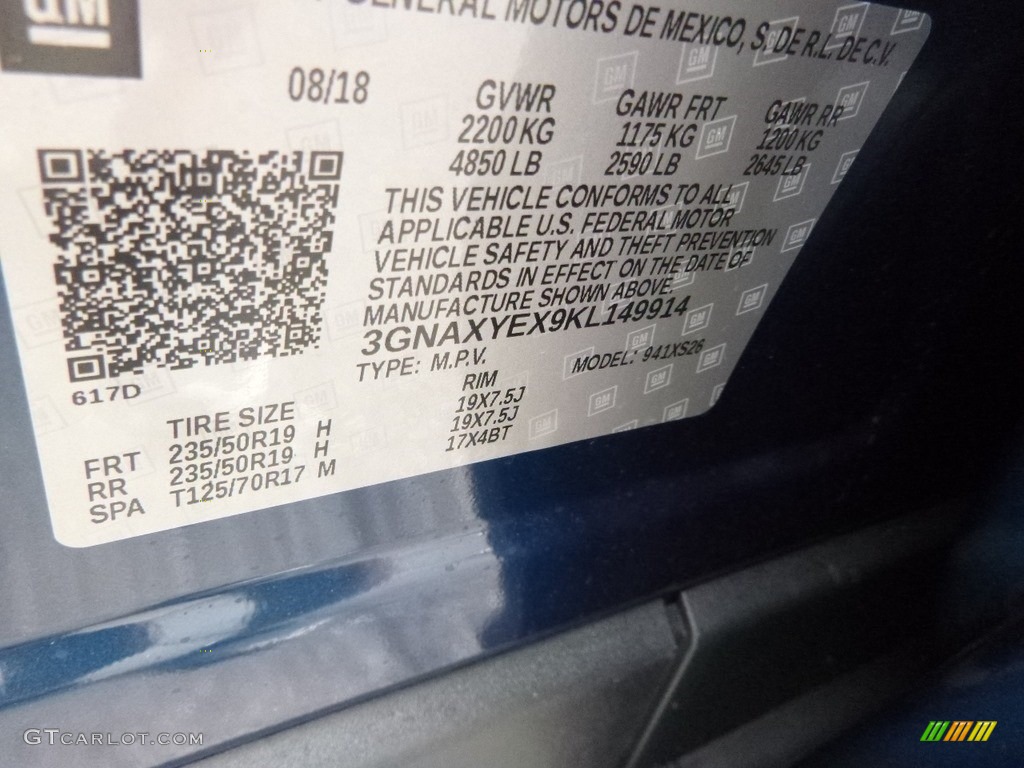 GM
GENERAL MOTORS DE MEXICO, S. DE R.L. DE C.V.
08/18 GVWR GAWR FRT GAWR RR
2200 KG 1175 KG 1200 KG
4850 LB 2590 LB 2645 LB
THIS VEHICLE CONFORMS TO ALL
APPLICABLE U.S. FEDERAL MOTOR
VEHICLE SAFETY AND THEFT PREVENTION
STANDARDS IN EFFECT ON THE DATE OF
MANUFACTURE SHOWN ABOVE.
3GNAXYEX9KL149914
TYPE: M.P.V. MODEL: 941XS26
617D
TIRE SIZE RIM
FRT 235/50R19 H 19X7.5J
RR 235/50R19 H 19X7.5J
SPA T125/70R17 M 17X4BT
GTCARLOT.COM